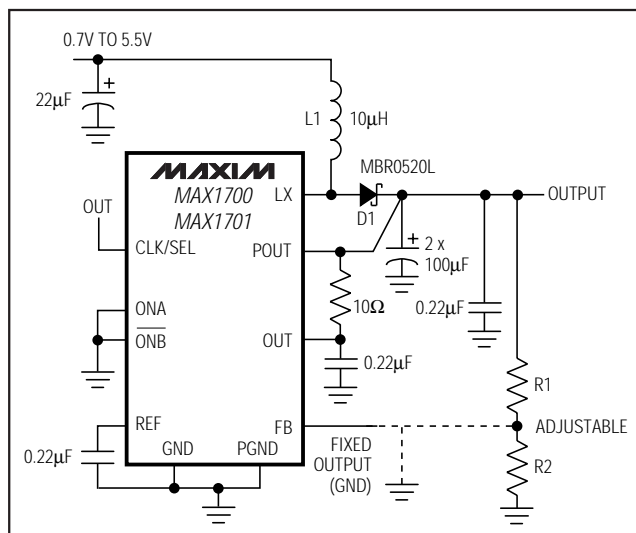 0.7V TO 5.5V
+
22µF
L1 10µH
MBR0520L
MAXIM
MAX1700
MAX1701
LX
D1
OUTPUT
OUT
CLK/SEL
POUT
+
2 x
100µF
10Ω
0.22µF
ONA
ONB
OUT
0.22µF
R1
REF
FB
ADJUSTABLE
0.22µF
GND
PGND
FIXED
OUTPUT
(GND)
R2